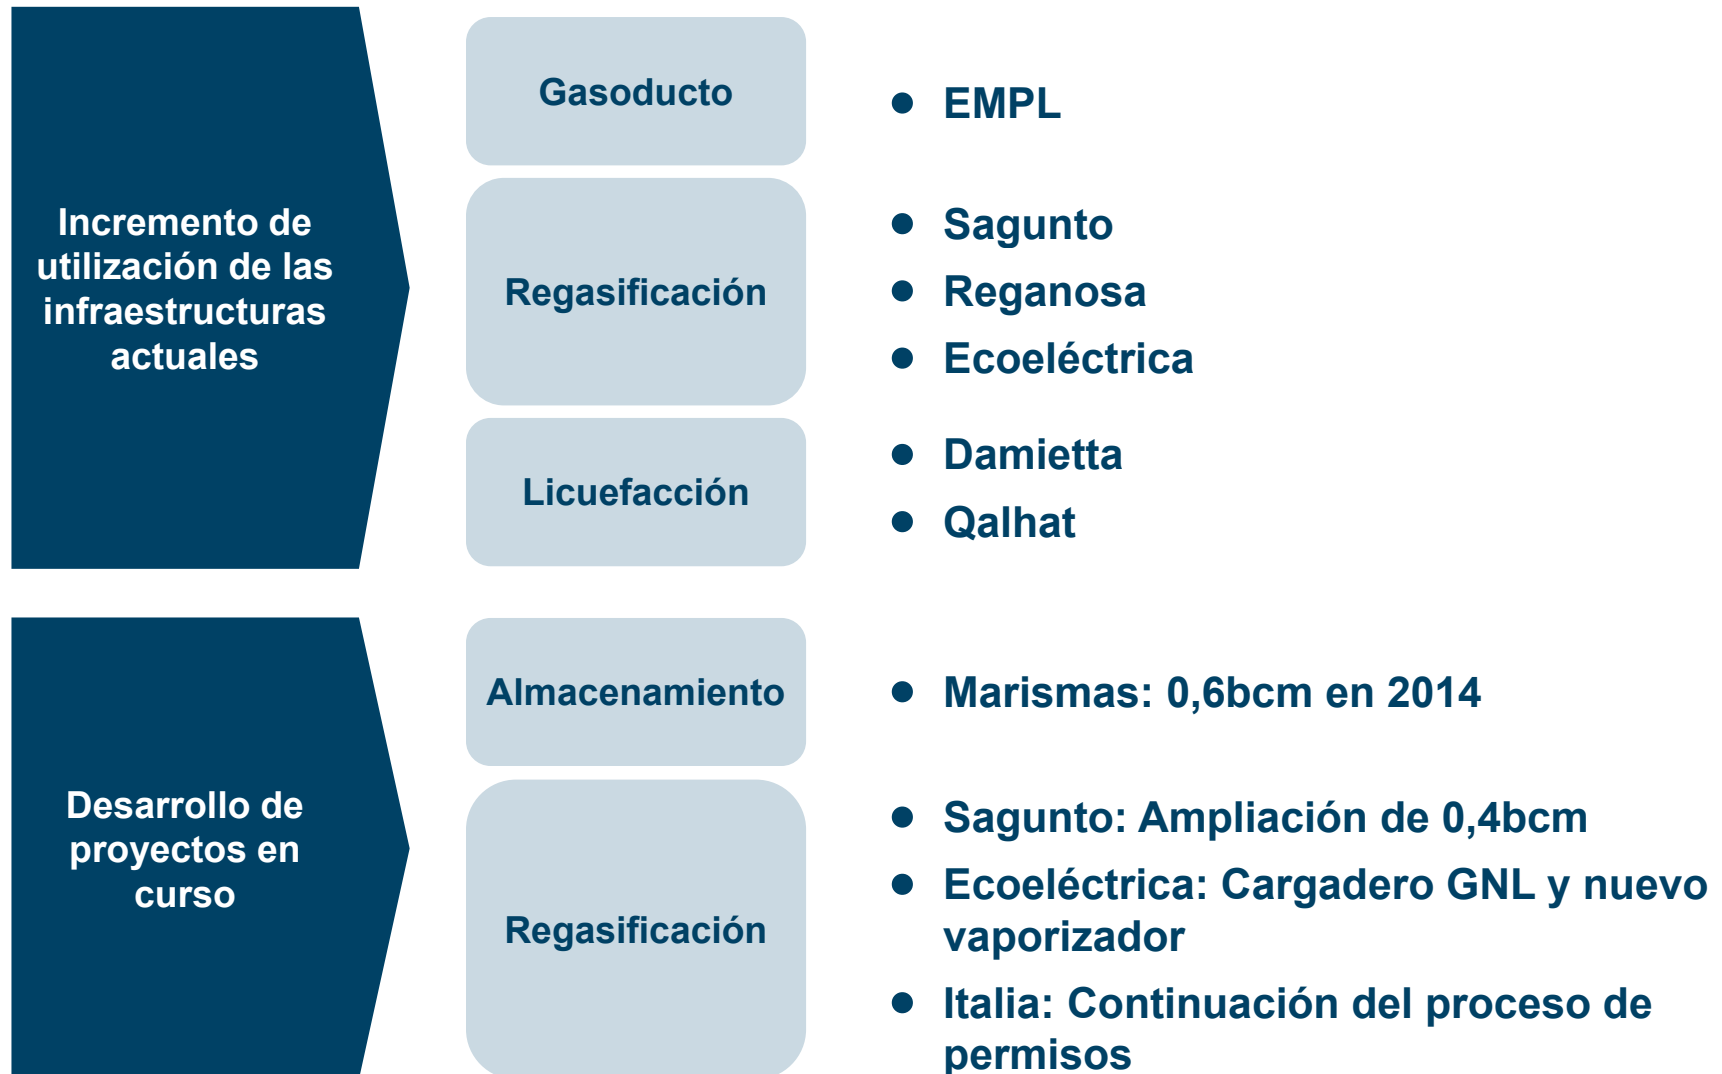 Incremento de
utilización de las
infraestructuras
actuales
Gasoducto
● EMPL
Regasificación
● Sagunto
● Reganosa
● Ecoeléctrica
Licuefacción
● Damietta
● Qalhat
Desarrollo de
proyectos en
curso
Almacenamiento
● Marismas: 0,6bcm en 2014
Regasificación
● Sagunto: Ampliación de 0,4bcm
● Ecoeléctrica: Cargadero GNL y nuevo
vaporizador
● Italia: Continuación del proceso de
permisos